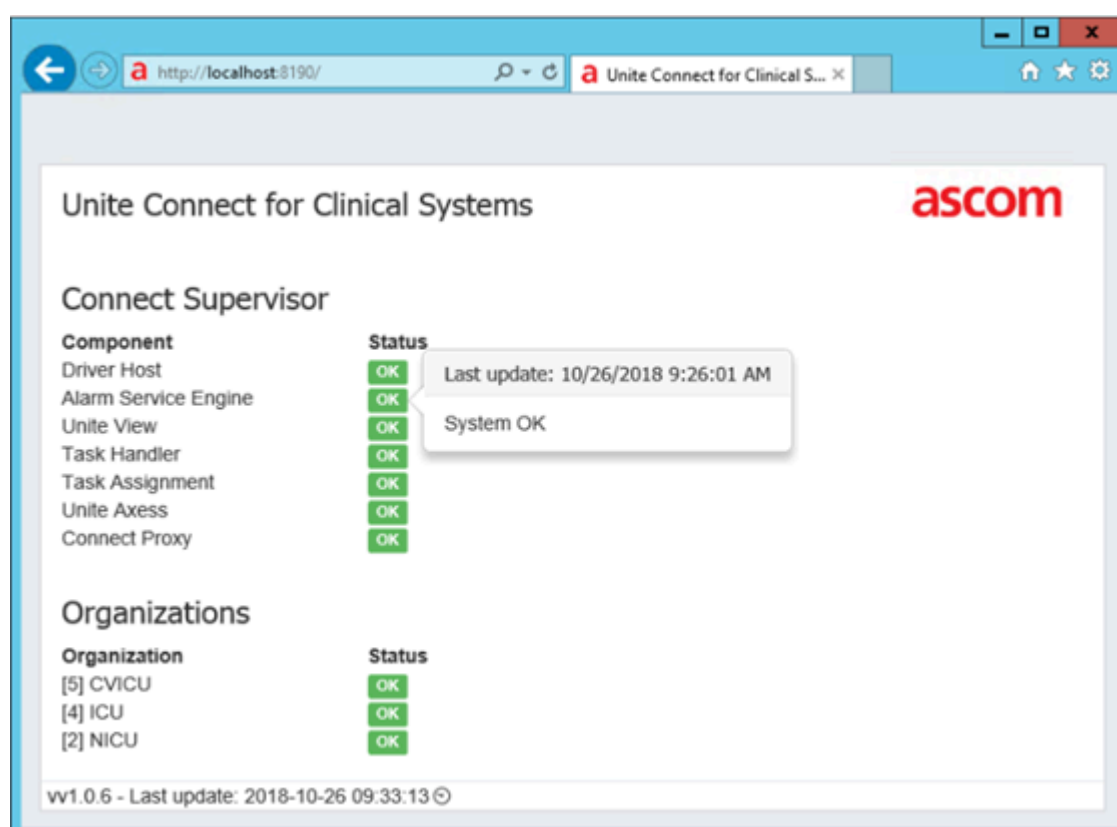 http://localhost:8190/
Unite Connect for Clinical S...
Unite Connect for Clinical Systems
ascom
Connect Supervisor
Component Status
Driver Host OK
Alarm Service Engine OK
Unite View OK
Task Handler OK
Task Assignment OK
Unite Axess OK
Connect Proxy OK
Last update: 10/26/2018 9:26:01 AM
System OK
Organizations
Organization Status
[5] CVICU OK
[4] ICU OK
[2] NICU OK
vv1.0.6 - Last update: 2018-10-26 09:33:13